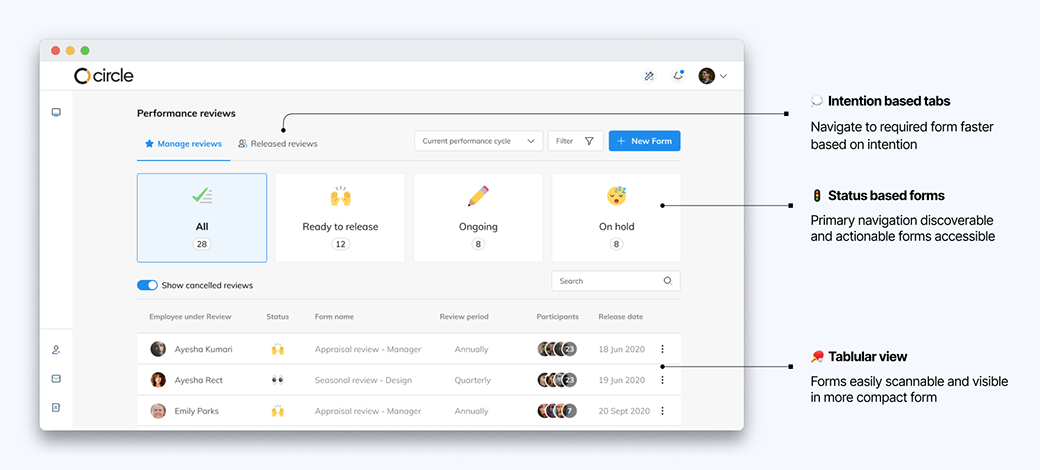 circle
Performance reviews
Manage reviews
Released reviews
Current performance cycle
Filter
+ New Form
All
28
Ready to release
12
Ongoing
8
On hold
8
Show cancelled reviews
Search
Employee under Review Status Form name Review period Participants Release date
Ayesha Kumari Appraisal review - Manager Annually 23 18 Jun 2020
Ayesha Rect Seasonal review - Design Quarterly 23 19 Jun 2020
Emily Parks Appraisal review - Manager Annually 7 20 Sept 2020
Intention based tabs
Navigate to required form faster
based on intention
Status based forms
Primary navigation discoverable
and actionable forms accessible
Tablular view
Forms easily scannable and visible
in more compact form